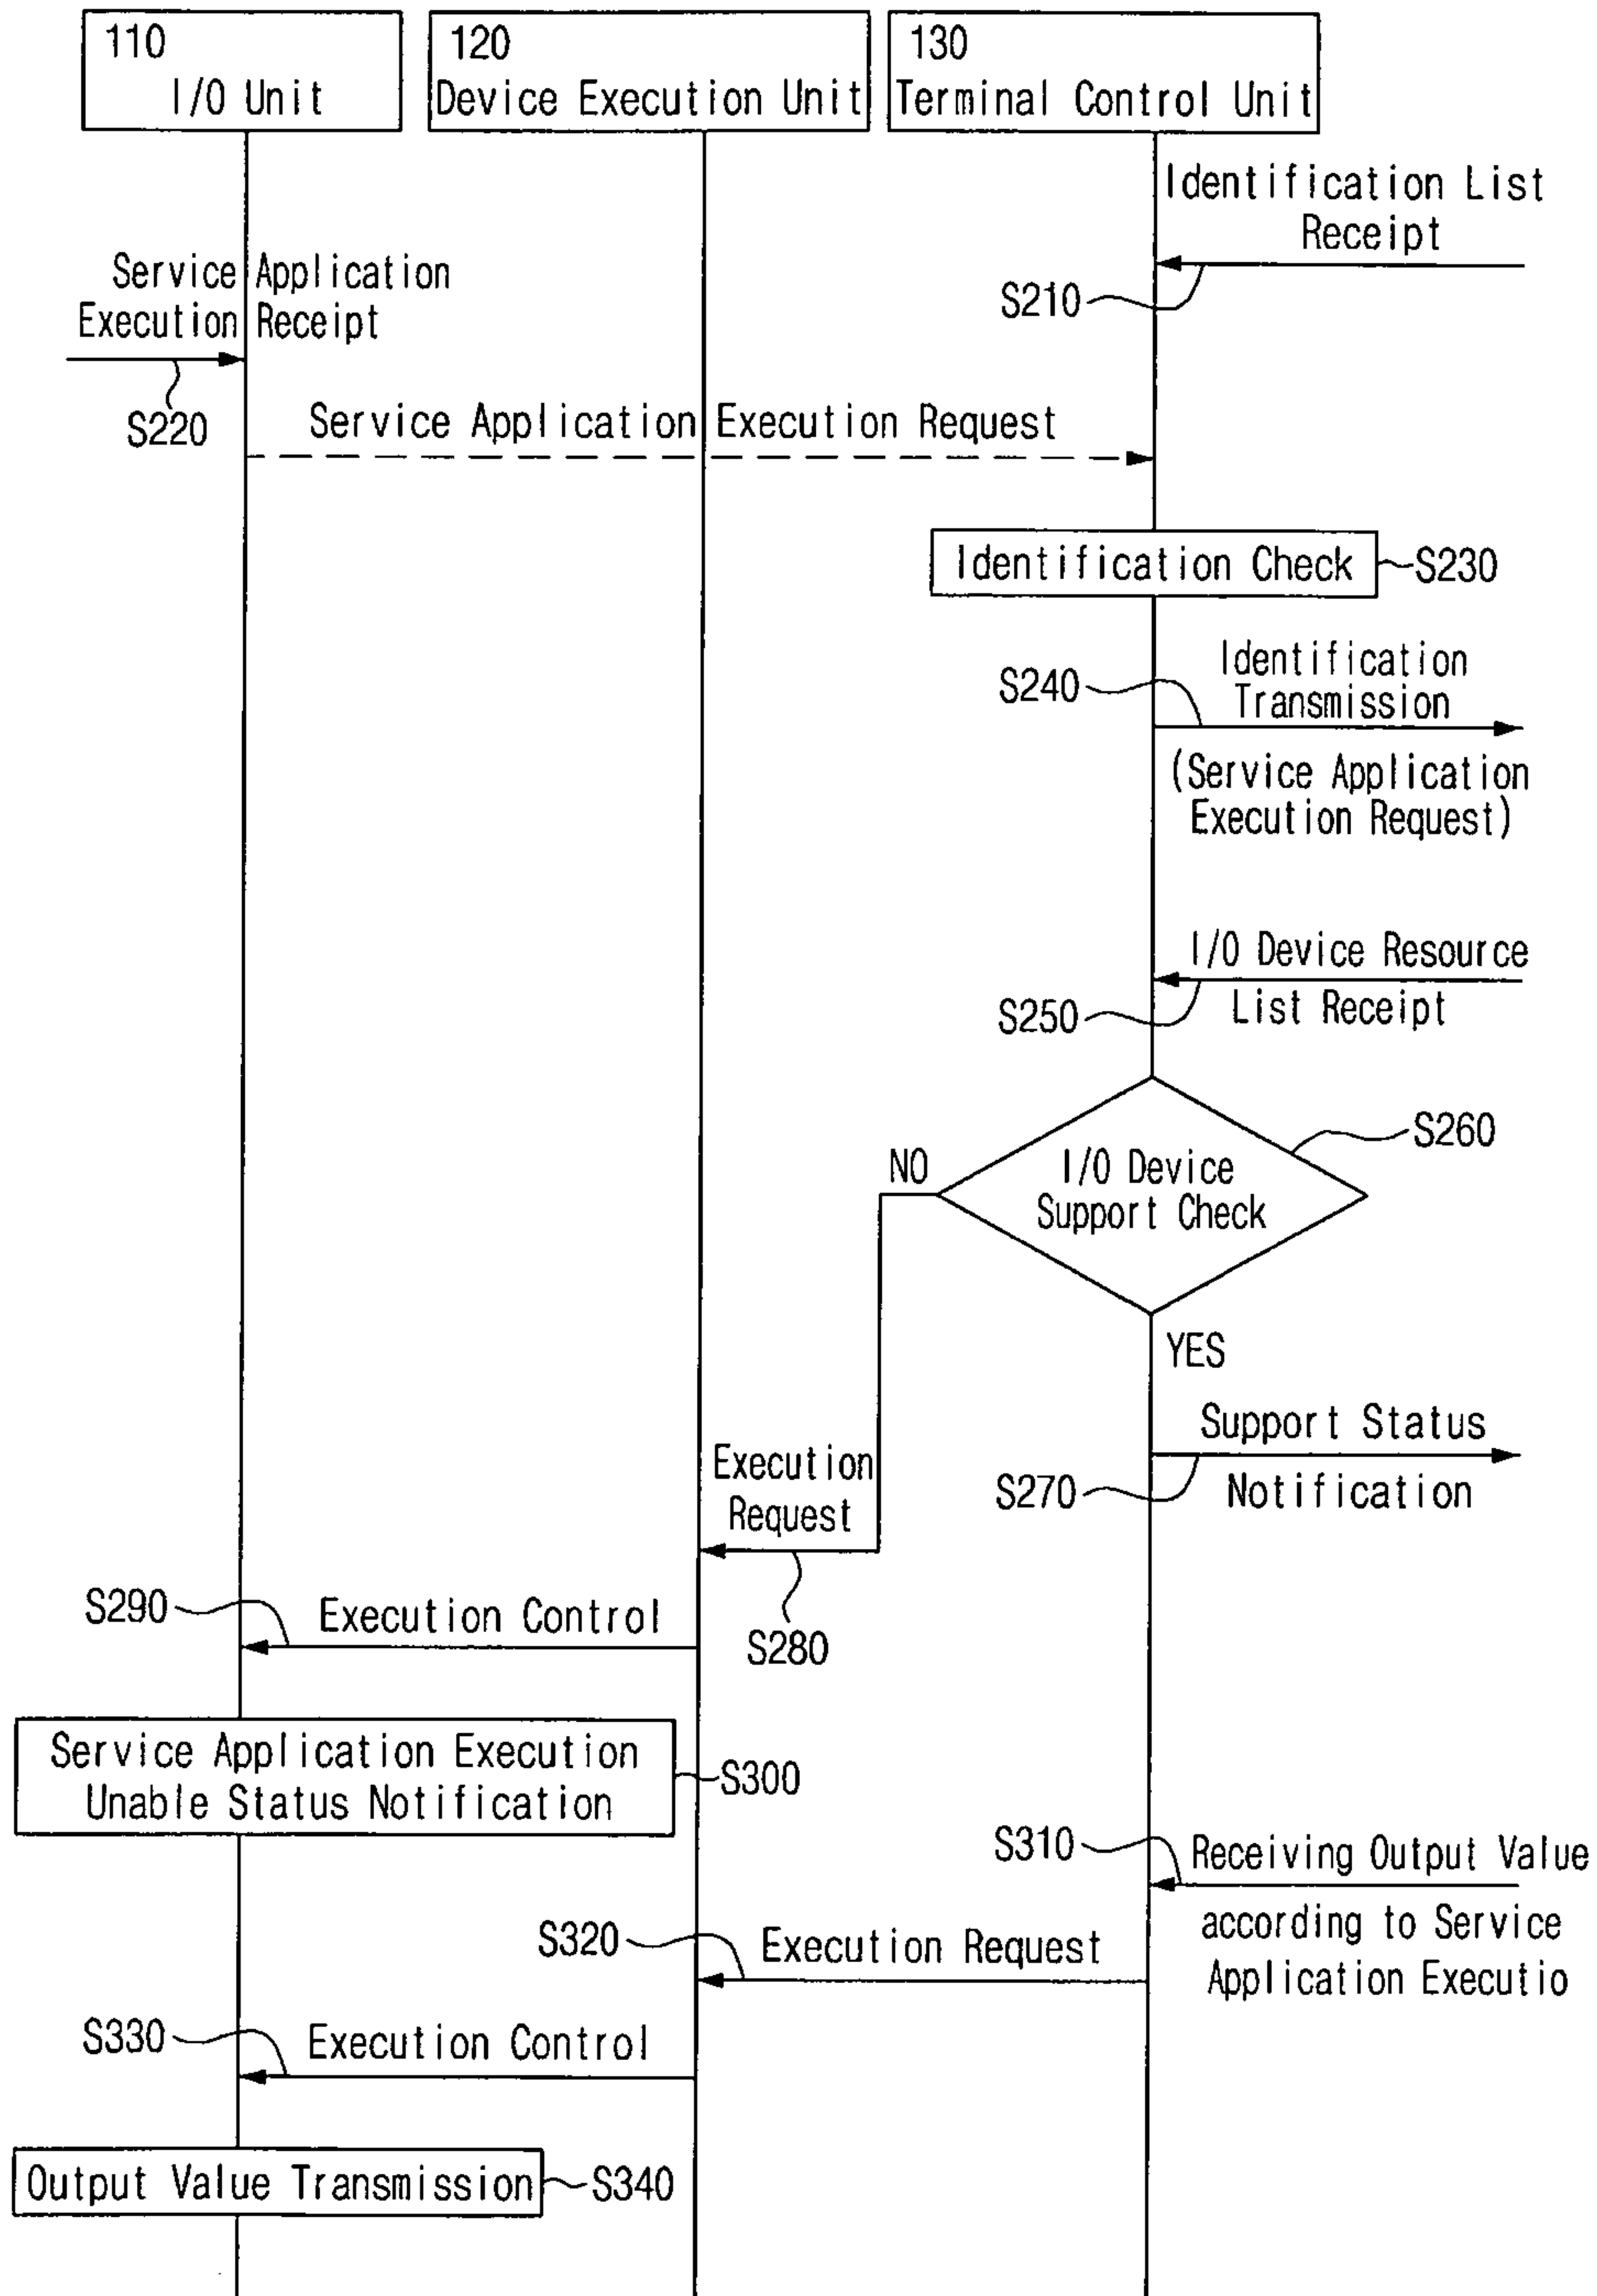 110
I/O Unit
120
Device Execution Unit
130
Terminal Control Unit
Identification List
Receipt
S210
Service Application
Execution Receipt
S220
Service Application Execution Request
Identification Check
S230
Identification
Transmission
S240
(Service Application
Execution Request)
I/O Device Resource
List Receipt
S250
I/O Device
Support Check
S260
NO
YES
Support Status
Notification
S270
Execution
Request
S280
S290
Execution Control
Service Application Execution
Unable Status Notification
S300
S310
Receiving Output Value
according to Service
Application Executio
S320
Execution Request
S330
Execution Control
Output Value Transmission
S340